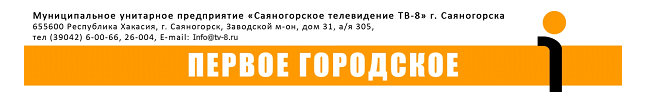 Муниципальное унитарное предприятие «Саяногорское телевидение ТВ-8» г. Саяногорска
655600 Республика Хакасия, г. Саяногорск, Заводской м-он, дом 31, а/я 305,
тел (39042) 6-00-66, 26-004, E-mail: Info@tv-8.ru
ПЕРВОЕ ГОРОДСКОЕ